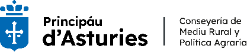 Principáu
d'Asturies
Conseyería de
Mediu Rural y
Política Agraria